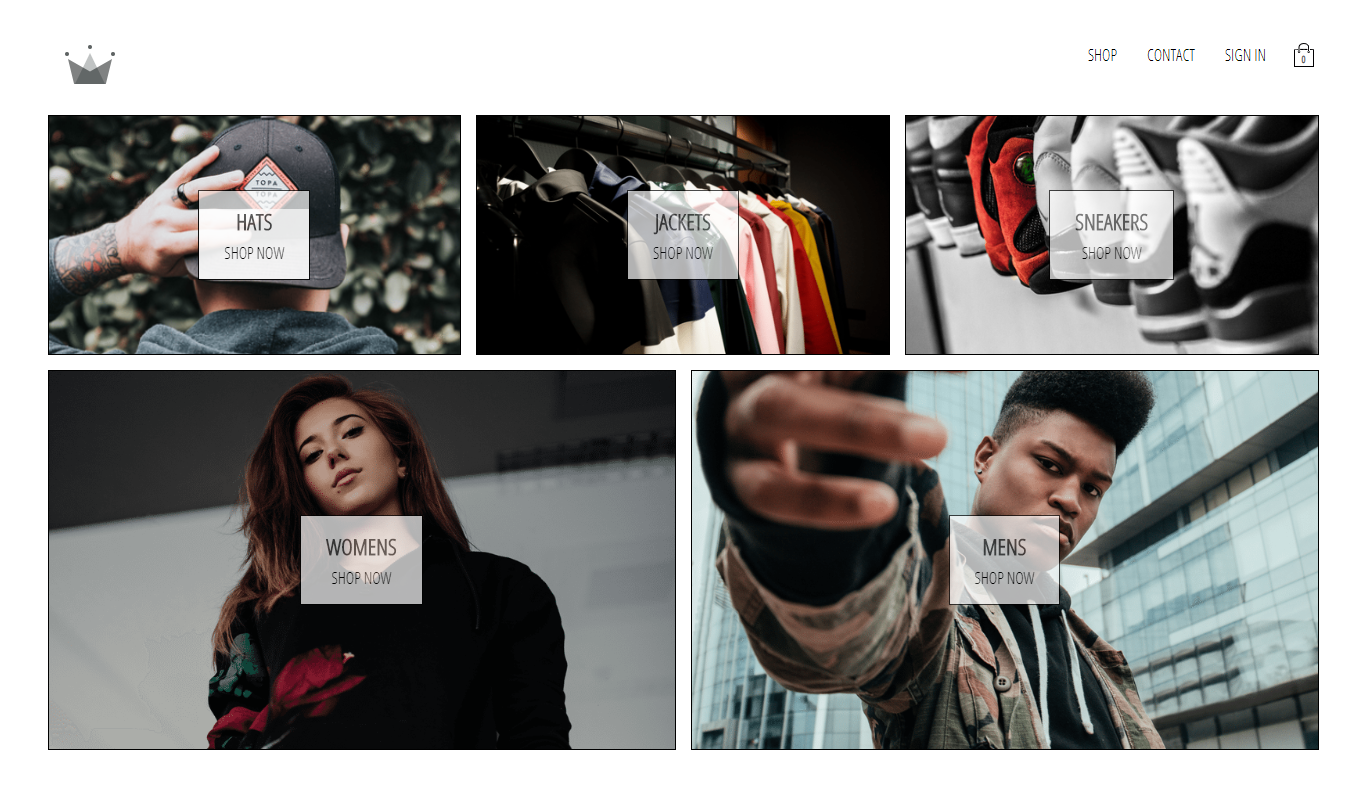 SHOP
CONTACT
SIGN IN
0
TOPA
TOPA
HATS
SHOP NOW
JACKETS
SHOP NOW
SNEAKERS
SHOP NOW
WOMENS
SHOP NOW
MENS
SHOP NOW